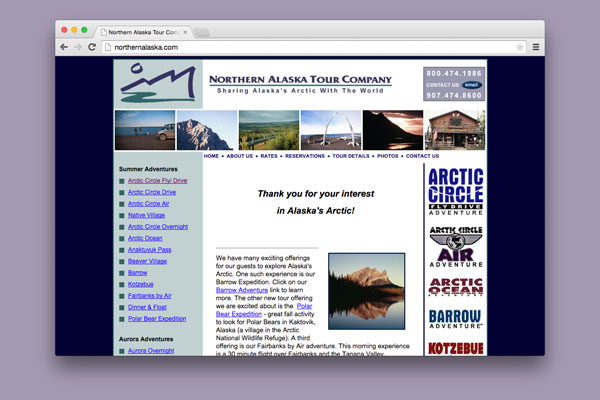 Northern Alaska Tour Com
northernalaska.com
NORTHERN ALASKA TOUR COMPANY
Sharing Alaska's Arctic With The World
800.474.1986
CONTACT US email
907.474.8600
HOME • ABOUT US • RATES • RESERVATIONS • TOUR DETAILS • PHOTOS • CONTACT US
Summer Adventures
Arctic Circle Fly/ Drive
Arctic Circle Drive
Arctic Circle Air
Native Village
Arctic Circle Overnight
Arctic Ocean
Anaktuvuk Pass
Beaver Village
Barrow
Kotzebue
Fairbanks by Air
Dinner & Float
Polar Bear Expedition
Aurora Adventures
Aurora Overnight
Thank you for your interest
in Alaska's Arctic!
We have many exciting offerings
for our guests to explore Alaska's
Arctic. One such experience is our
Barrow Expedition. Click on our
Barrow Adventure link to learn
more. The other new tour offering
we are excited about is the Polar
Bear Expedition - great fall activity
to look for Polar Bears in Kaktovik,
Alaska (a village in the Arctic
National Wildlife Refuge). A third
offering is our Fairbanks by Air adventure. This morning experience
is a 30 minute flight over Fairbanks and the Tanana Valley.
ARCTIC
CIRCLE
FLY DRIVE
ADVENTURE
ARCTIC CIRCLE
AIR
ADVENTURE
ARCTIC
OCEAN
ADVENTURE
BARROW
ADVENTURE
KOTZEBUE